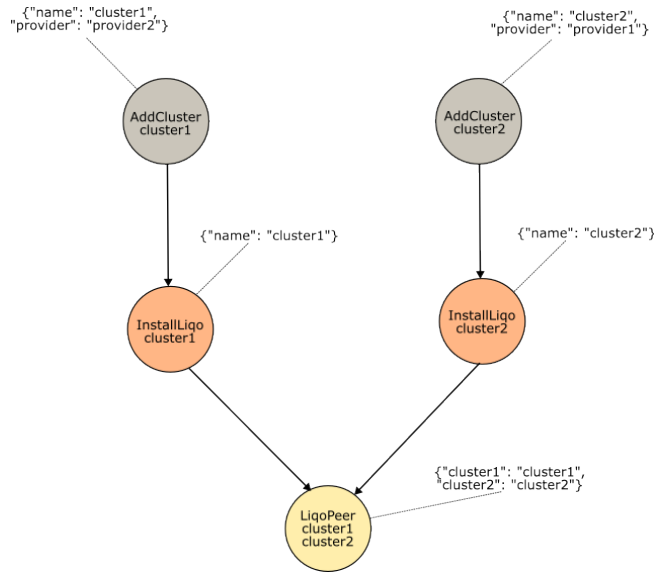 {"name": "cluster1",
"provider": "provider2"}
{"name": "cluster2",
"provider": "provider1"}
AddCluster
cluster1
AddCluster
cluster2
{"name": "cluster1"}
{"name": "cluster2"}
InstallLiqo
cluster1
InstallLiqo
cluster2
{"cluster1": "cluster1",
"cluster2": "cluster2"}
LiqoPeer
cluster1
cluster2